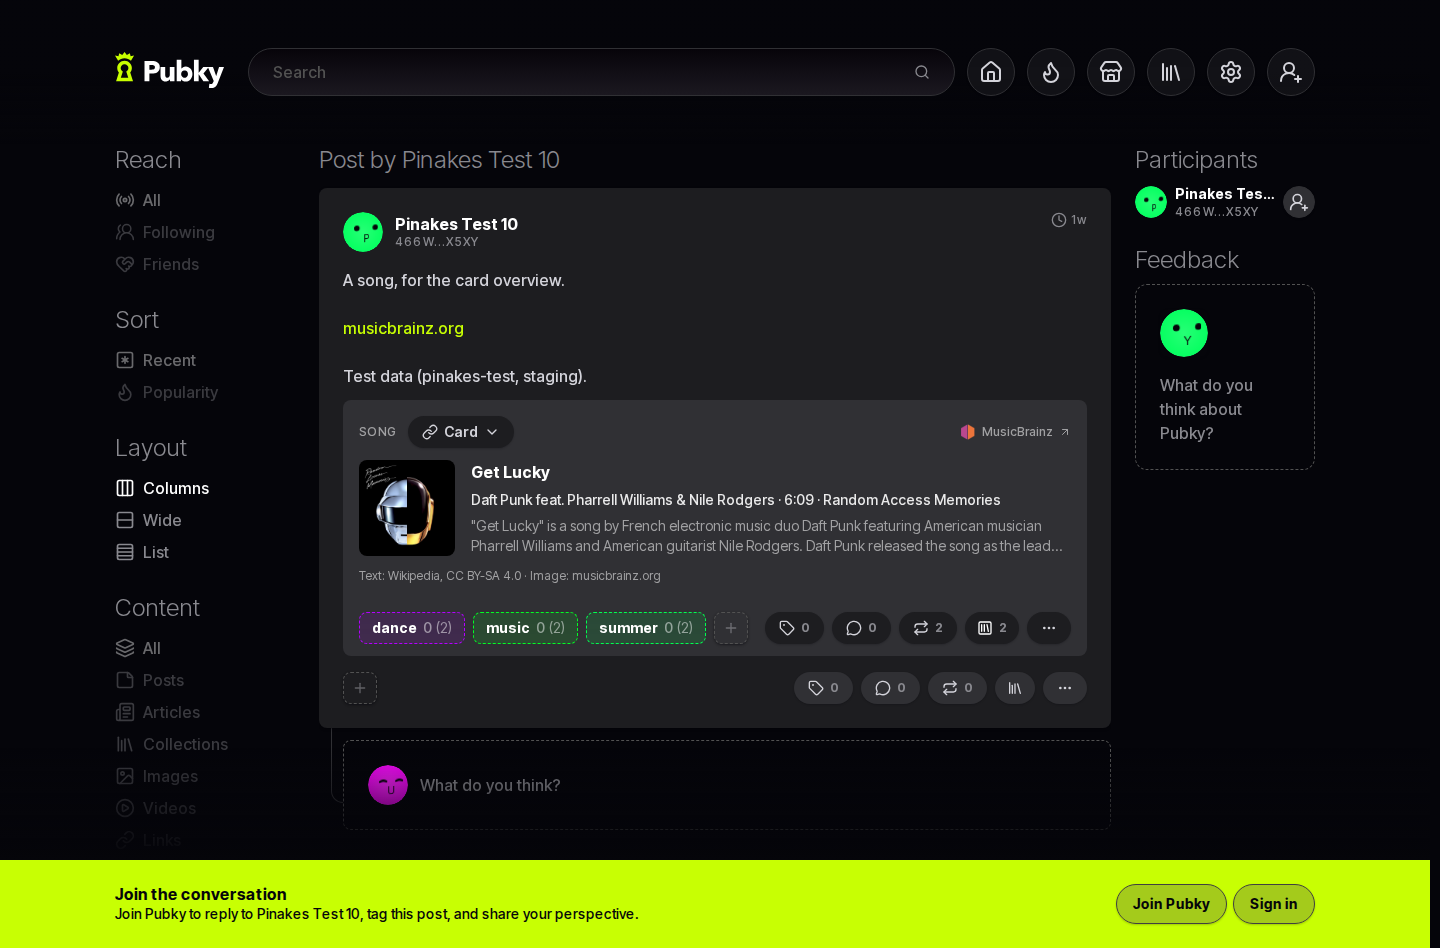 Pubky
Search
Reach
All
Following
Friends
Sort
Recent
Popularity
Layout
Columns
Wide
List
Content
All
Posts
Articles
Collections
Images
Videos
Links
Post by Pinakes Test 10
P
Pinakes Test 10
466W...X5XY
1w
A song, for the card overview.
musicbrainz.org
Test data (pinakes-test, staging).
SONG
Card
MusicBrainz
Get Lucky
Daft Punk feat. Pharrell Williams & Nile Rodgers · 6:09 · Random Access Memories
"Get Lucky" is a song by French electronic music duo Daft Punk featuring American musician
Pharrell Williams and American guitarist Nile Rodgers. Daft Punk released the song as the lead...
Text: Wikipedia, CC BY-SA 4.0 · Image: musicbrainz.org
dance 0 (2)
music 0 (2)
summer 0 (2)
0
0
2
2
0
0
0
U
What do you think?
Participants
P
Pinakes Tes...
466W...X5XY
Feedback
Y
What do you
think about
Pubky?
Join the conversation
Join Pubky to reply to Pinakes Test 10, tag this post, and share your perspective.
Join Pubky
Sign in